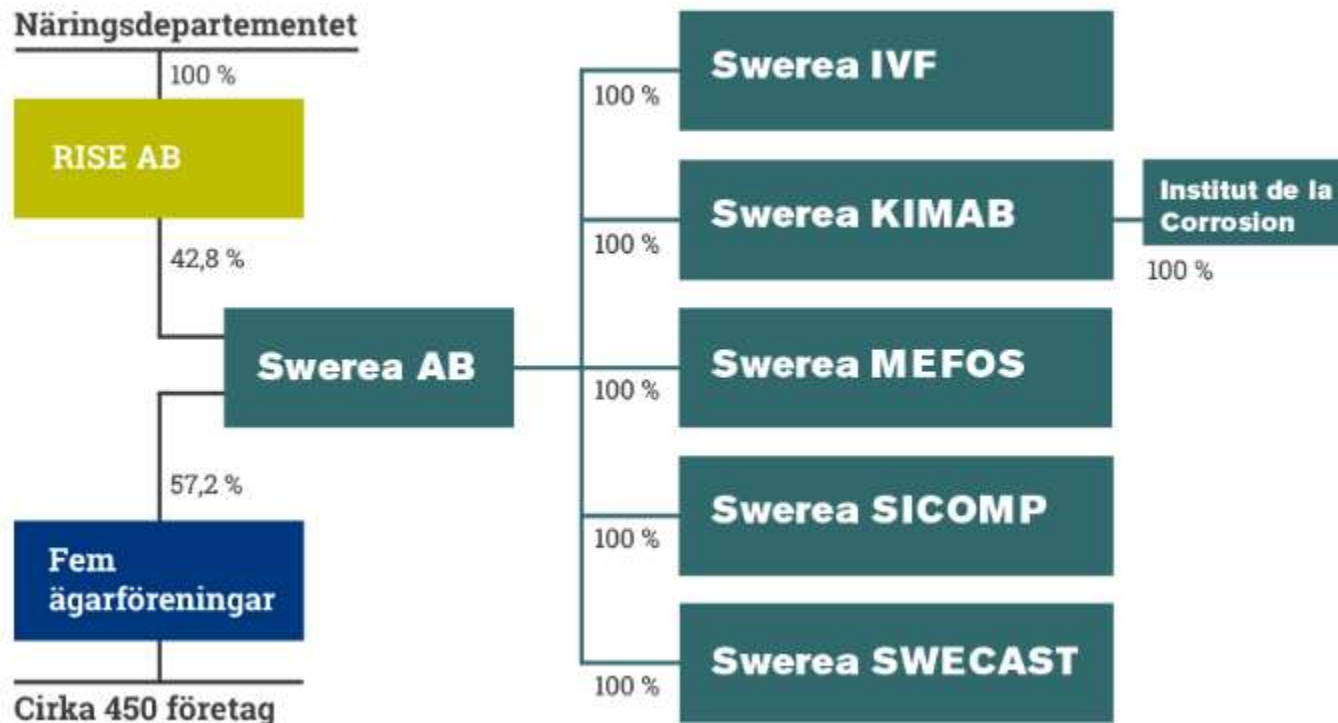 Näringsdepartementet
100 %
RISE AB
42,8 %
Swerea AB
57,2 %
Fem
ägarföreningar
Cirka 450 företag
Swerea IVF
100 %
Swerea KIMAB
100 %
Institut de la
Corrosion
100 %
Swerea MEFOS
100 %
Swerea SICOMP
100 %
Swerea SWECAST
100 %